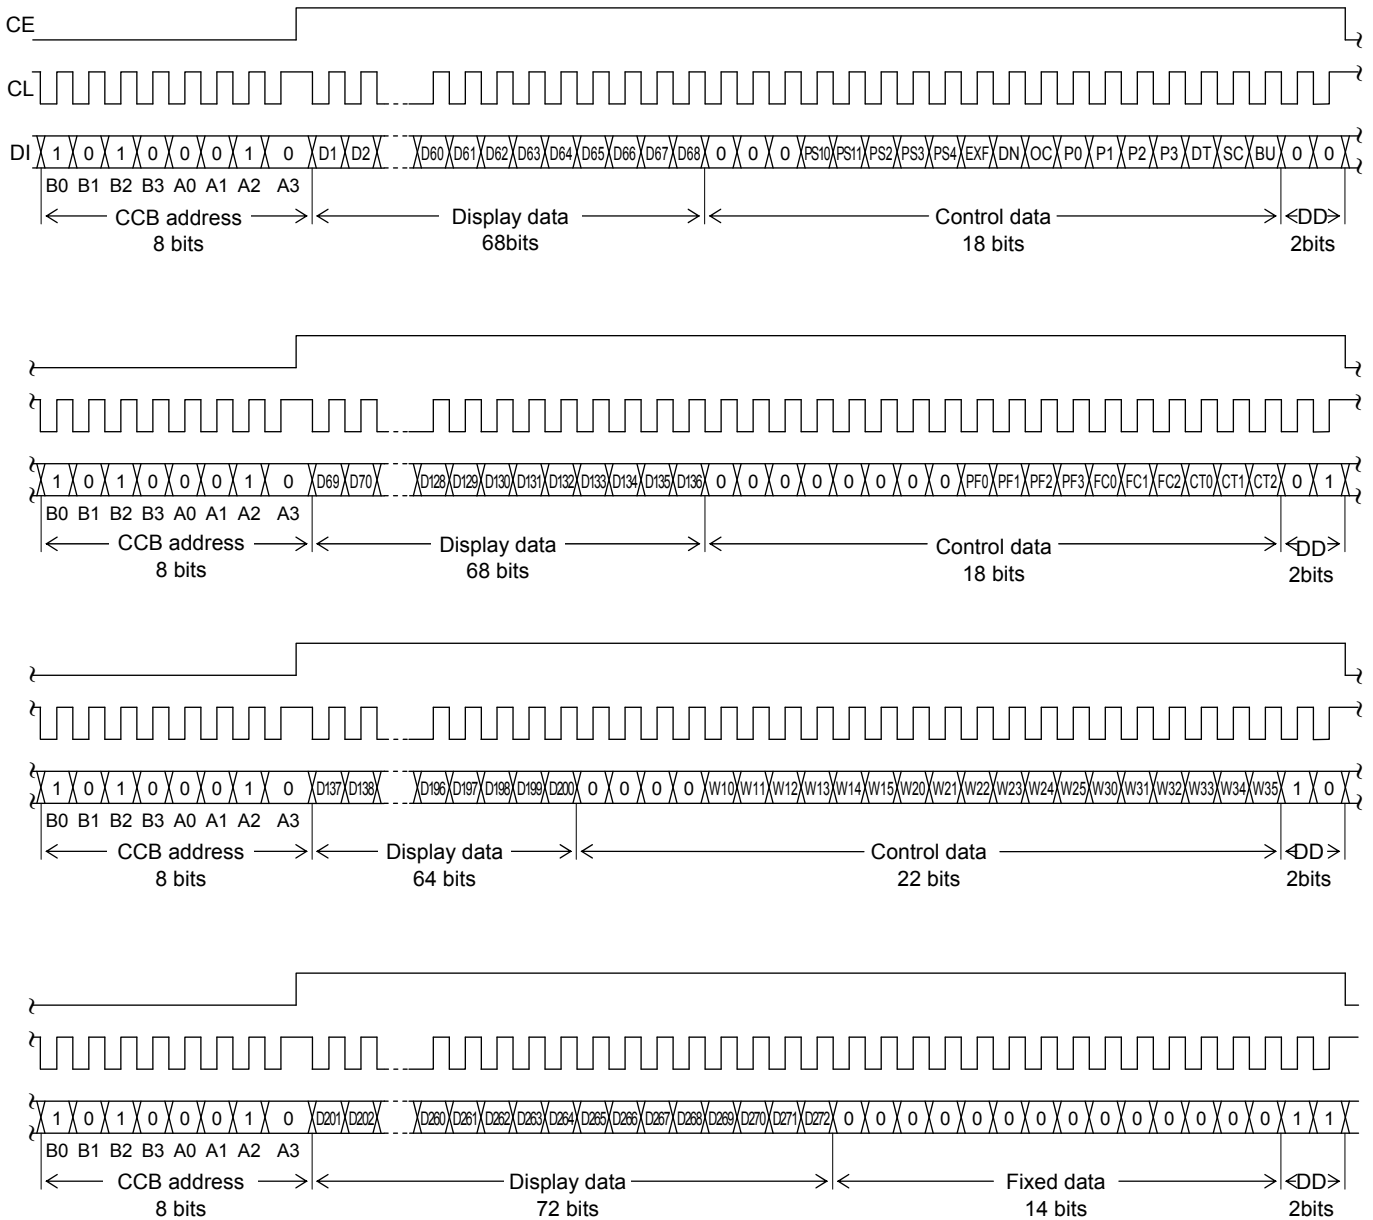 CE
CL
DI 1 0 1 0 0 0 1 0 D1 D2 D60 D61 D62 D63 D64 D65 D66 D67 D68 0 0 0 PS10 PS11 PS2 PS3 PS4 EXF DN OC P0 P1 P2 P3 DT SC BU 0 0
B0 B1 B2 B3 A0 A1 A2 A3
CCB address Display data Control data DD
8 bits 68bits 18 bits 2bits
1 0 1 0 0 0 1 0 D69 D70 D128 D129 D130 D131 D132 D133 D134 D135 D136 0 0 0 0 0 0 0 0 PF0 PF1 PF2 PF3 FC0 FC1 FC2 CT0 CT1 CT2 0 1
B0 B1 B2 B3 A0 A1 A2 A3
CCB address Display data Control data DD
8 bits 68 bits 18 bits 2bits
1 0 1 0 0 0 1 0 D137 D138 D196 D197 D198 D199 D200 0 0 0 0 W10 W11 W12 W13 W14 W15 W20 W21 W22 W23 W24 W25 W30 W31 W32 W33 W34 W35 1 0
B0 B1 B2 B3 A0 A1 A2 A3
CCB address Display data Control data DD
8 bits 64 bits 22 bits 2bits
1 0 1 0 0 0 1 0 D201 D202 D260 D261 D262 D263 D264 D265 D266 D267 D268 D269 D270 D271 D272 0 0 0 0 0 0 0 0 0 0 0 0 0 0 1 1
B0 B1 B2 B3 A0 A1 A2 A3
CCB address Display data Fixed data DD
8 bits 72 bits 14 bits 2bits